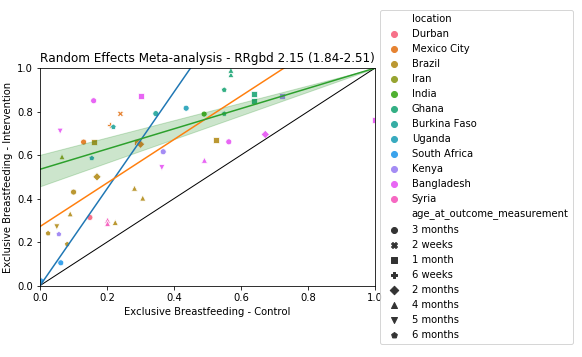 Random Effects Meta-analysis - RRgbd 2.15 (1.84-2.51)
Exclusive Breastfeeding - Intervention
1.0
0.8
0.6
0.4
0.2
0.0
0.0
0.2
0.4
0.6
0.8
1.0
Exclusive Breastfeeding - Control
location
Durban
Mexico City
Brazil
Iran
India
Ghana
Burkina Faso
Uganda
South Africa
Kenya
Bangladesh
Syria
age_at_outcome_measurement
3 months
2 weeks
1 month
6 weeks
2 months
4 months
5 months
6 months